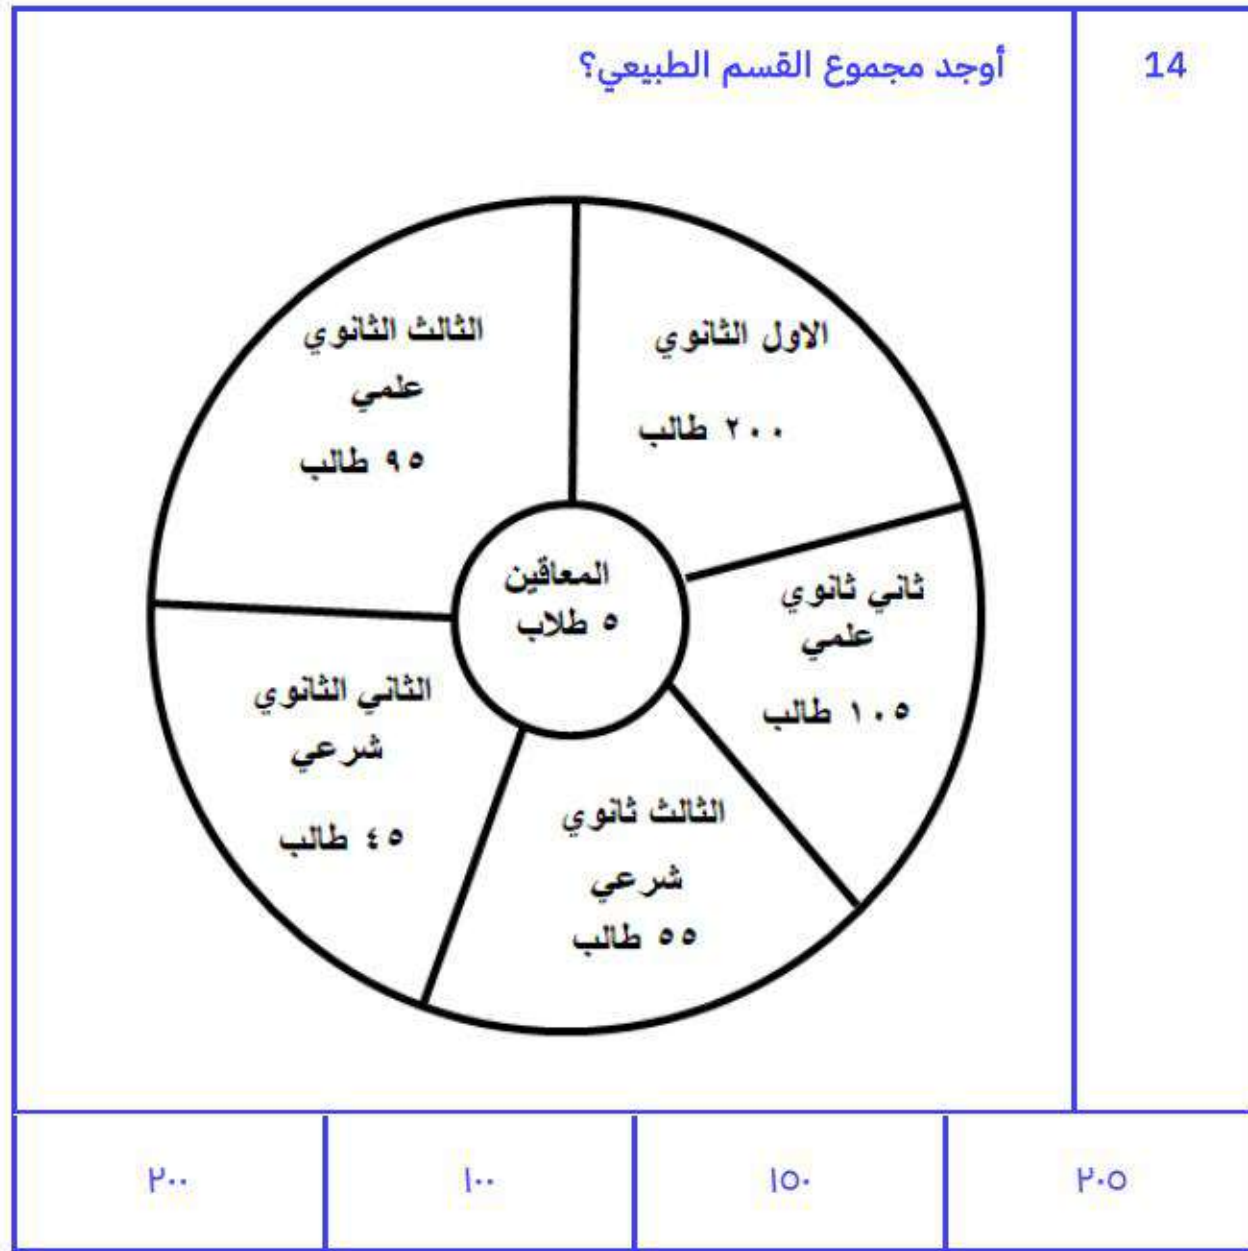 14
أوجد مجموع القسم الطبيعي؟
الاول الثانوي
٢٠٠ طالب
الثالث الثانوي
علمي
٩٥ طالب
المعاقين
٥ طلاب
ثاني ثانوي
علمي
١٠٥ طالب
الثاني الثانوي
شرعي
٤٥ طالب
الثالث ثانوي
شرعي
٥٥ طالب
٢٠٥
١٥٠
١٠٠
٢٠٠